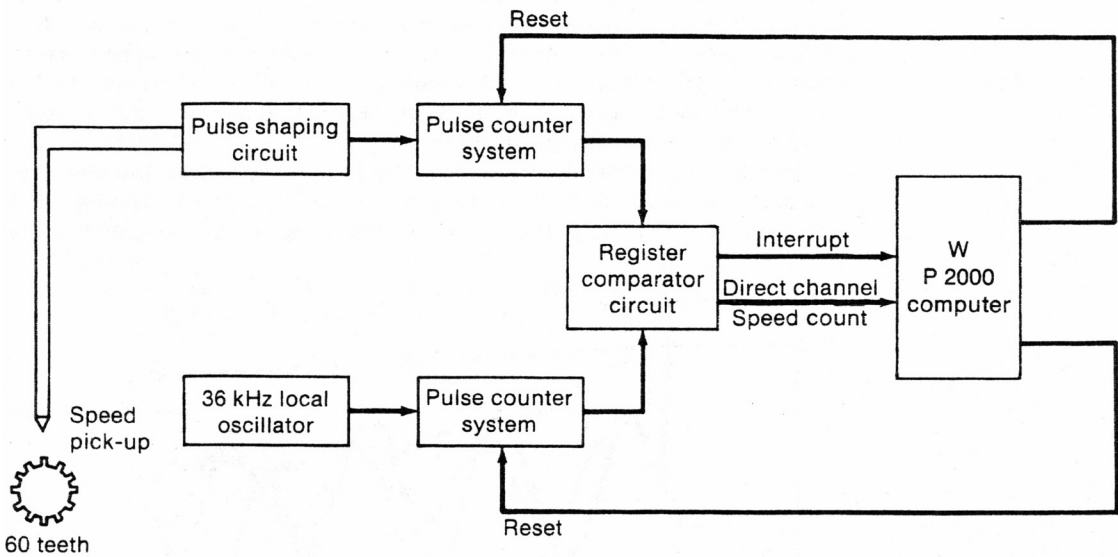 Reset
Pulse shaping
circuit
Pulse counter
system
Register
comparator
circuit
Interrupt
Direct channel
Speed count
W
P 2000
computer
36 kHz local
oscillator
Pulse counter
system
Speed
pick-up
Reset
60 teeth